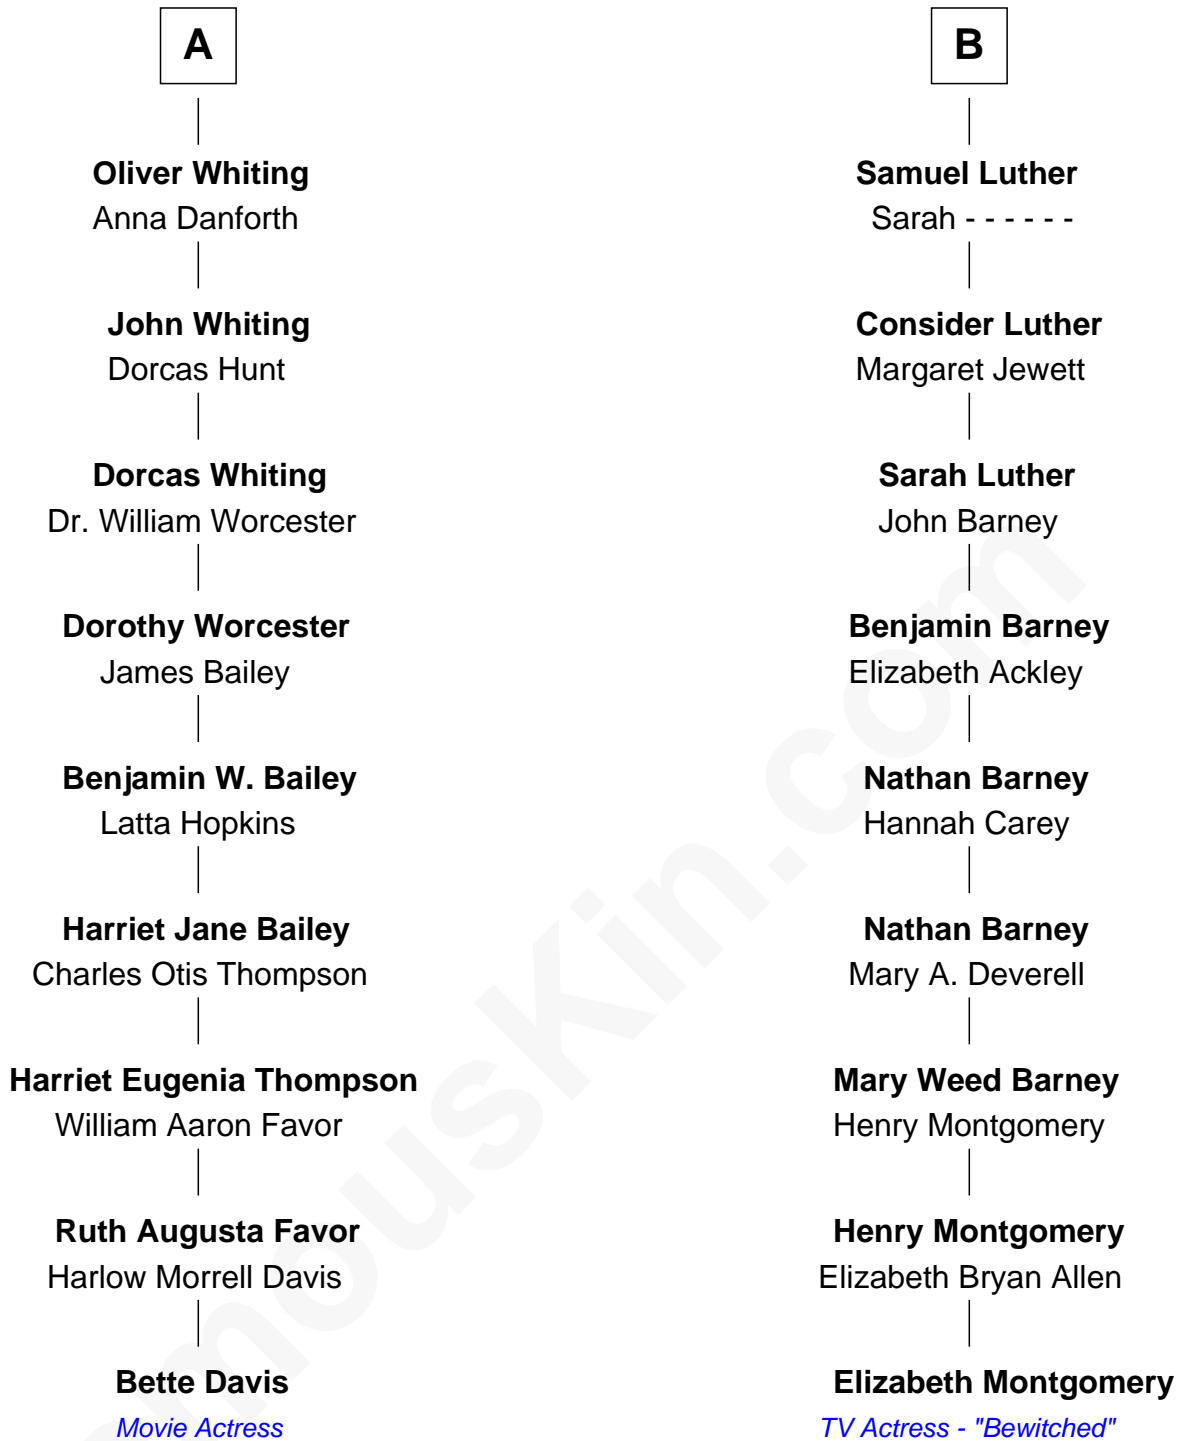 A
Oliver Whiting
Anna Danforth
John Whiting
Dorcas Hunt
Dorcas Whiting
Dr. William Worcester
Dorothy Worcester
James Bailey
Benjamin W. Bailey
Latta Hopkins
Harriet Jane Bailey
Charles Otis Thompson
Harriet Eugenia Thompson
William Aaron Favor
Ruth Augusta Favor
Harlow Morrell Davis
Bette Davis
Movie Actress
B
Samuel Luther
Sarah - - - - - -
Consider Luther
Margaret Jewett
Sarah Luther
John Barney
Benjamin Barney
Elizabeth Ackley
Nathan Barney
Hannah Carey
Nathan Barney
Mary A. Deverell
Mary Weed Barney
Henry Montgomery
Henry Montgomery
Elizabeth Bryan Allen
Elizabeth Montgomery
TV Actress - "Bewitched"
mouskin.com